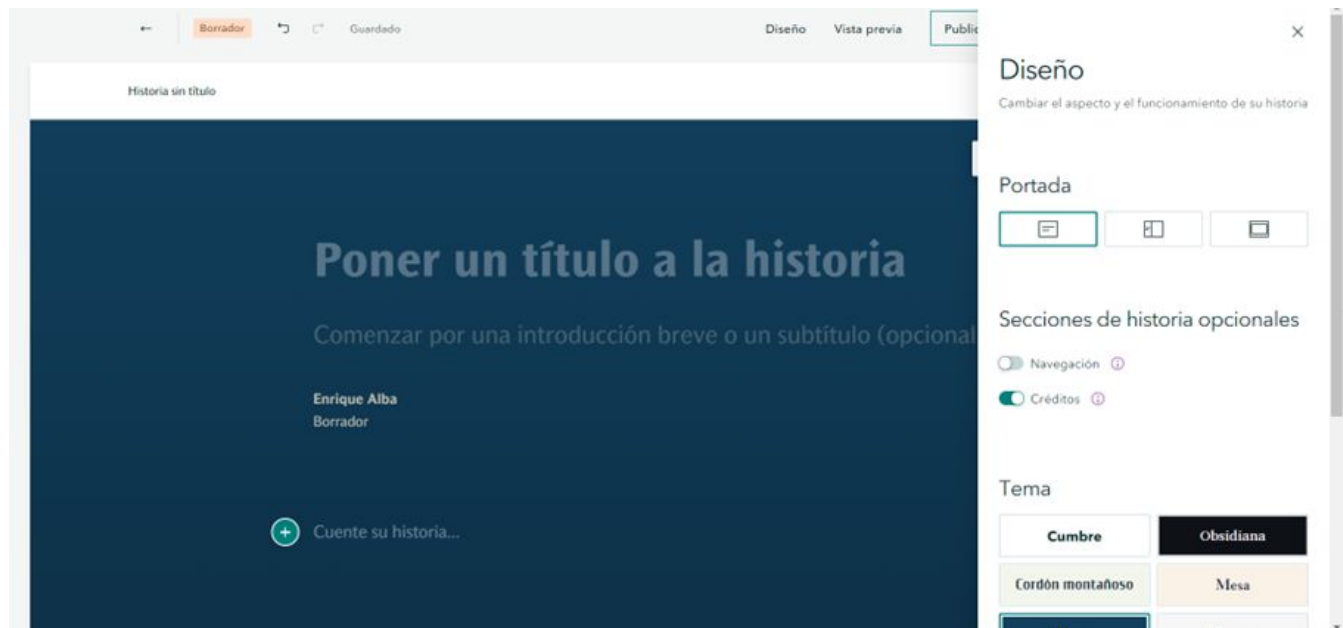 Borrador
Guardado
Diseño
Vista previa
Public
Historia sin título
Poner un título a la historia
Comenzar por una introducción breve o un subtítulo (opcional
Enrique Alba
Borrador
Cuente su historia...
Diseño
Cambiar el aspecto y el funcionamiento de su historia
Portada
Secciones de historia opcionales
Navegación
Créditos
Tema
Cumbre
Obsidiana
Cordón montañoso
Mesa